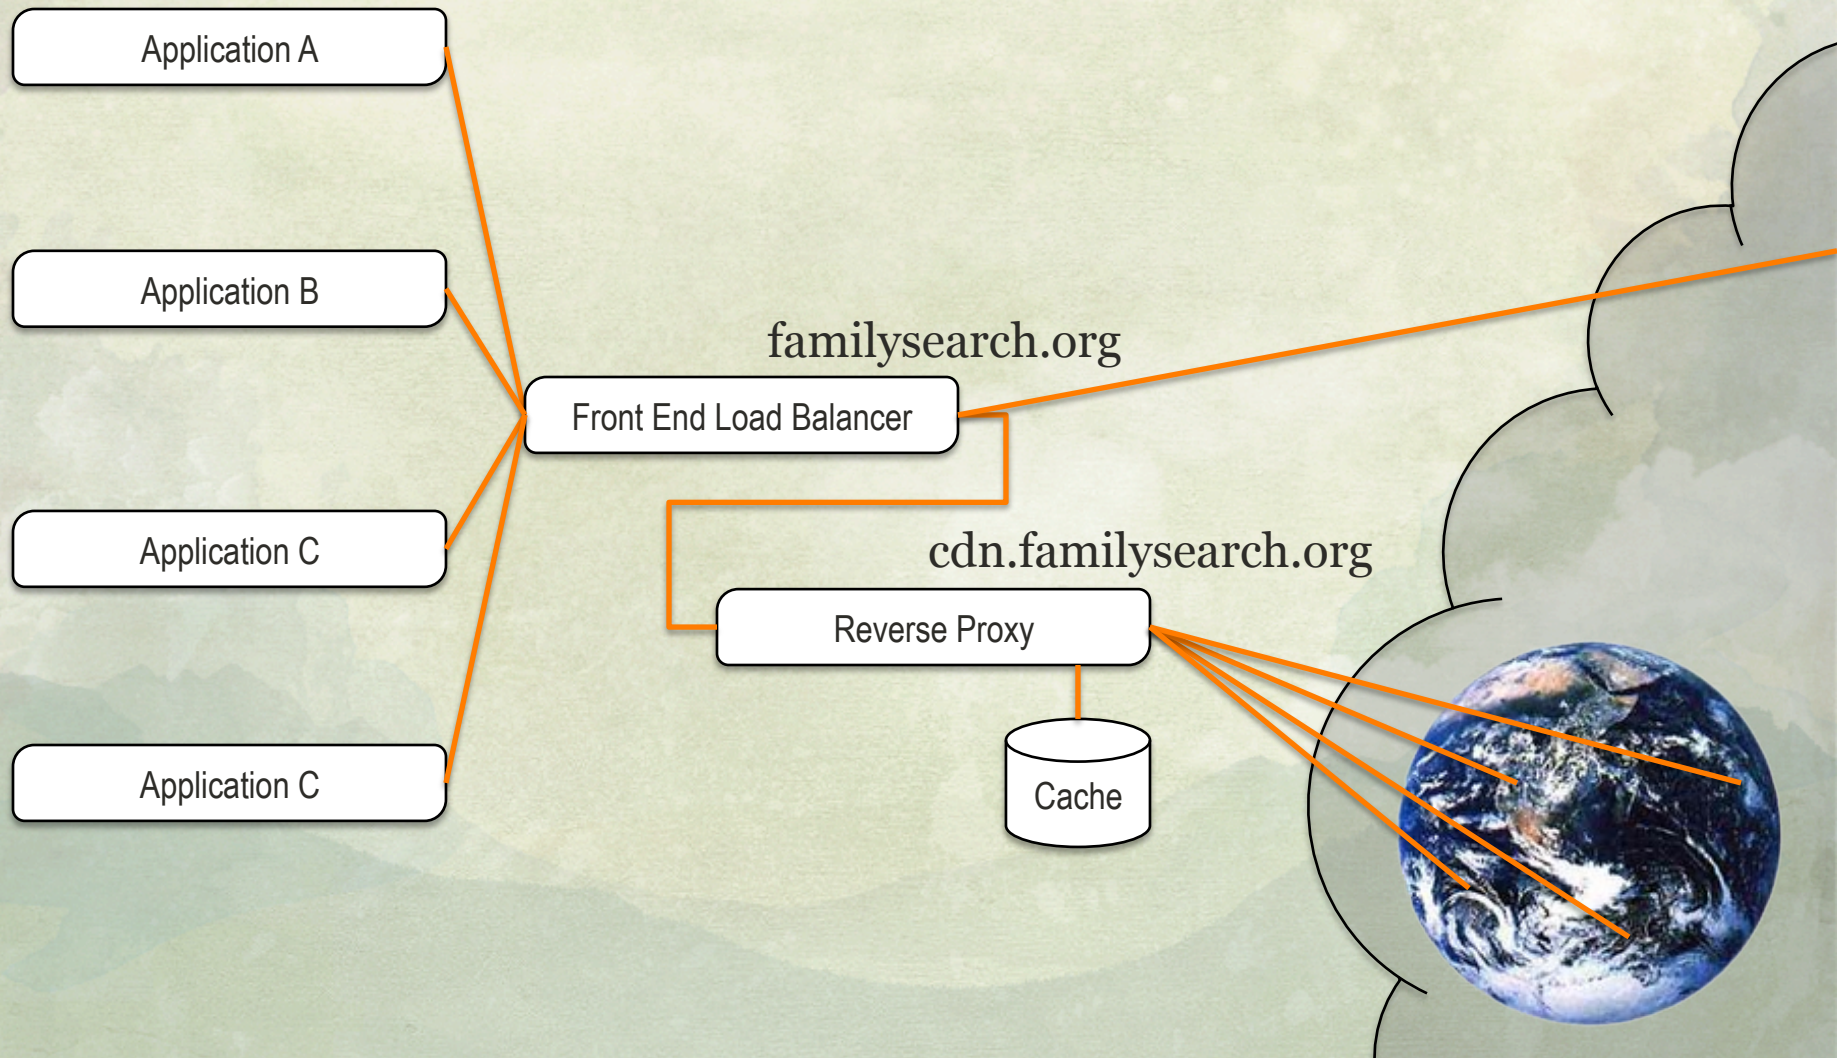 Application A
Application B
familysearch.org
Front End Load Balancer
Application C
cdn.familysearch.org
Reverse Proxy
Application C
Cache